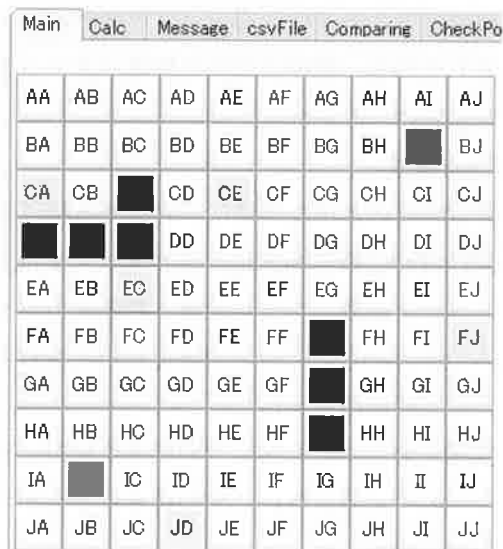 Main Calc Message csvFile Comparing CheckPo
AA AB AC AD AE AF AG AH AI AJ
BA BB BC BD BE BF BG BH BJ
CA CB CD CE CF CG CH CI CJ
DD DE DF DG DH DI DJ
EA EB EC ED EE EF EG EH EI EJ
FA FB FC FD FE FF FH FI FJ
GA GB GC GD GE GF GH GI GJ
HA HB HC HD HE HF HH HI HJ
IA IC ID IE IF IG IH II IJ
JA JB JC JD JE JF JG JH JI JJ